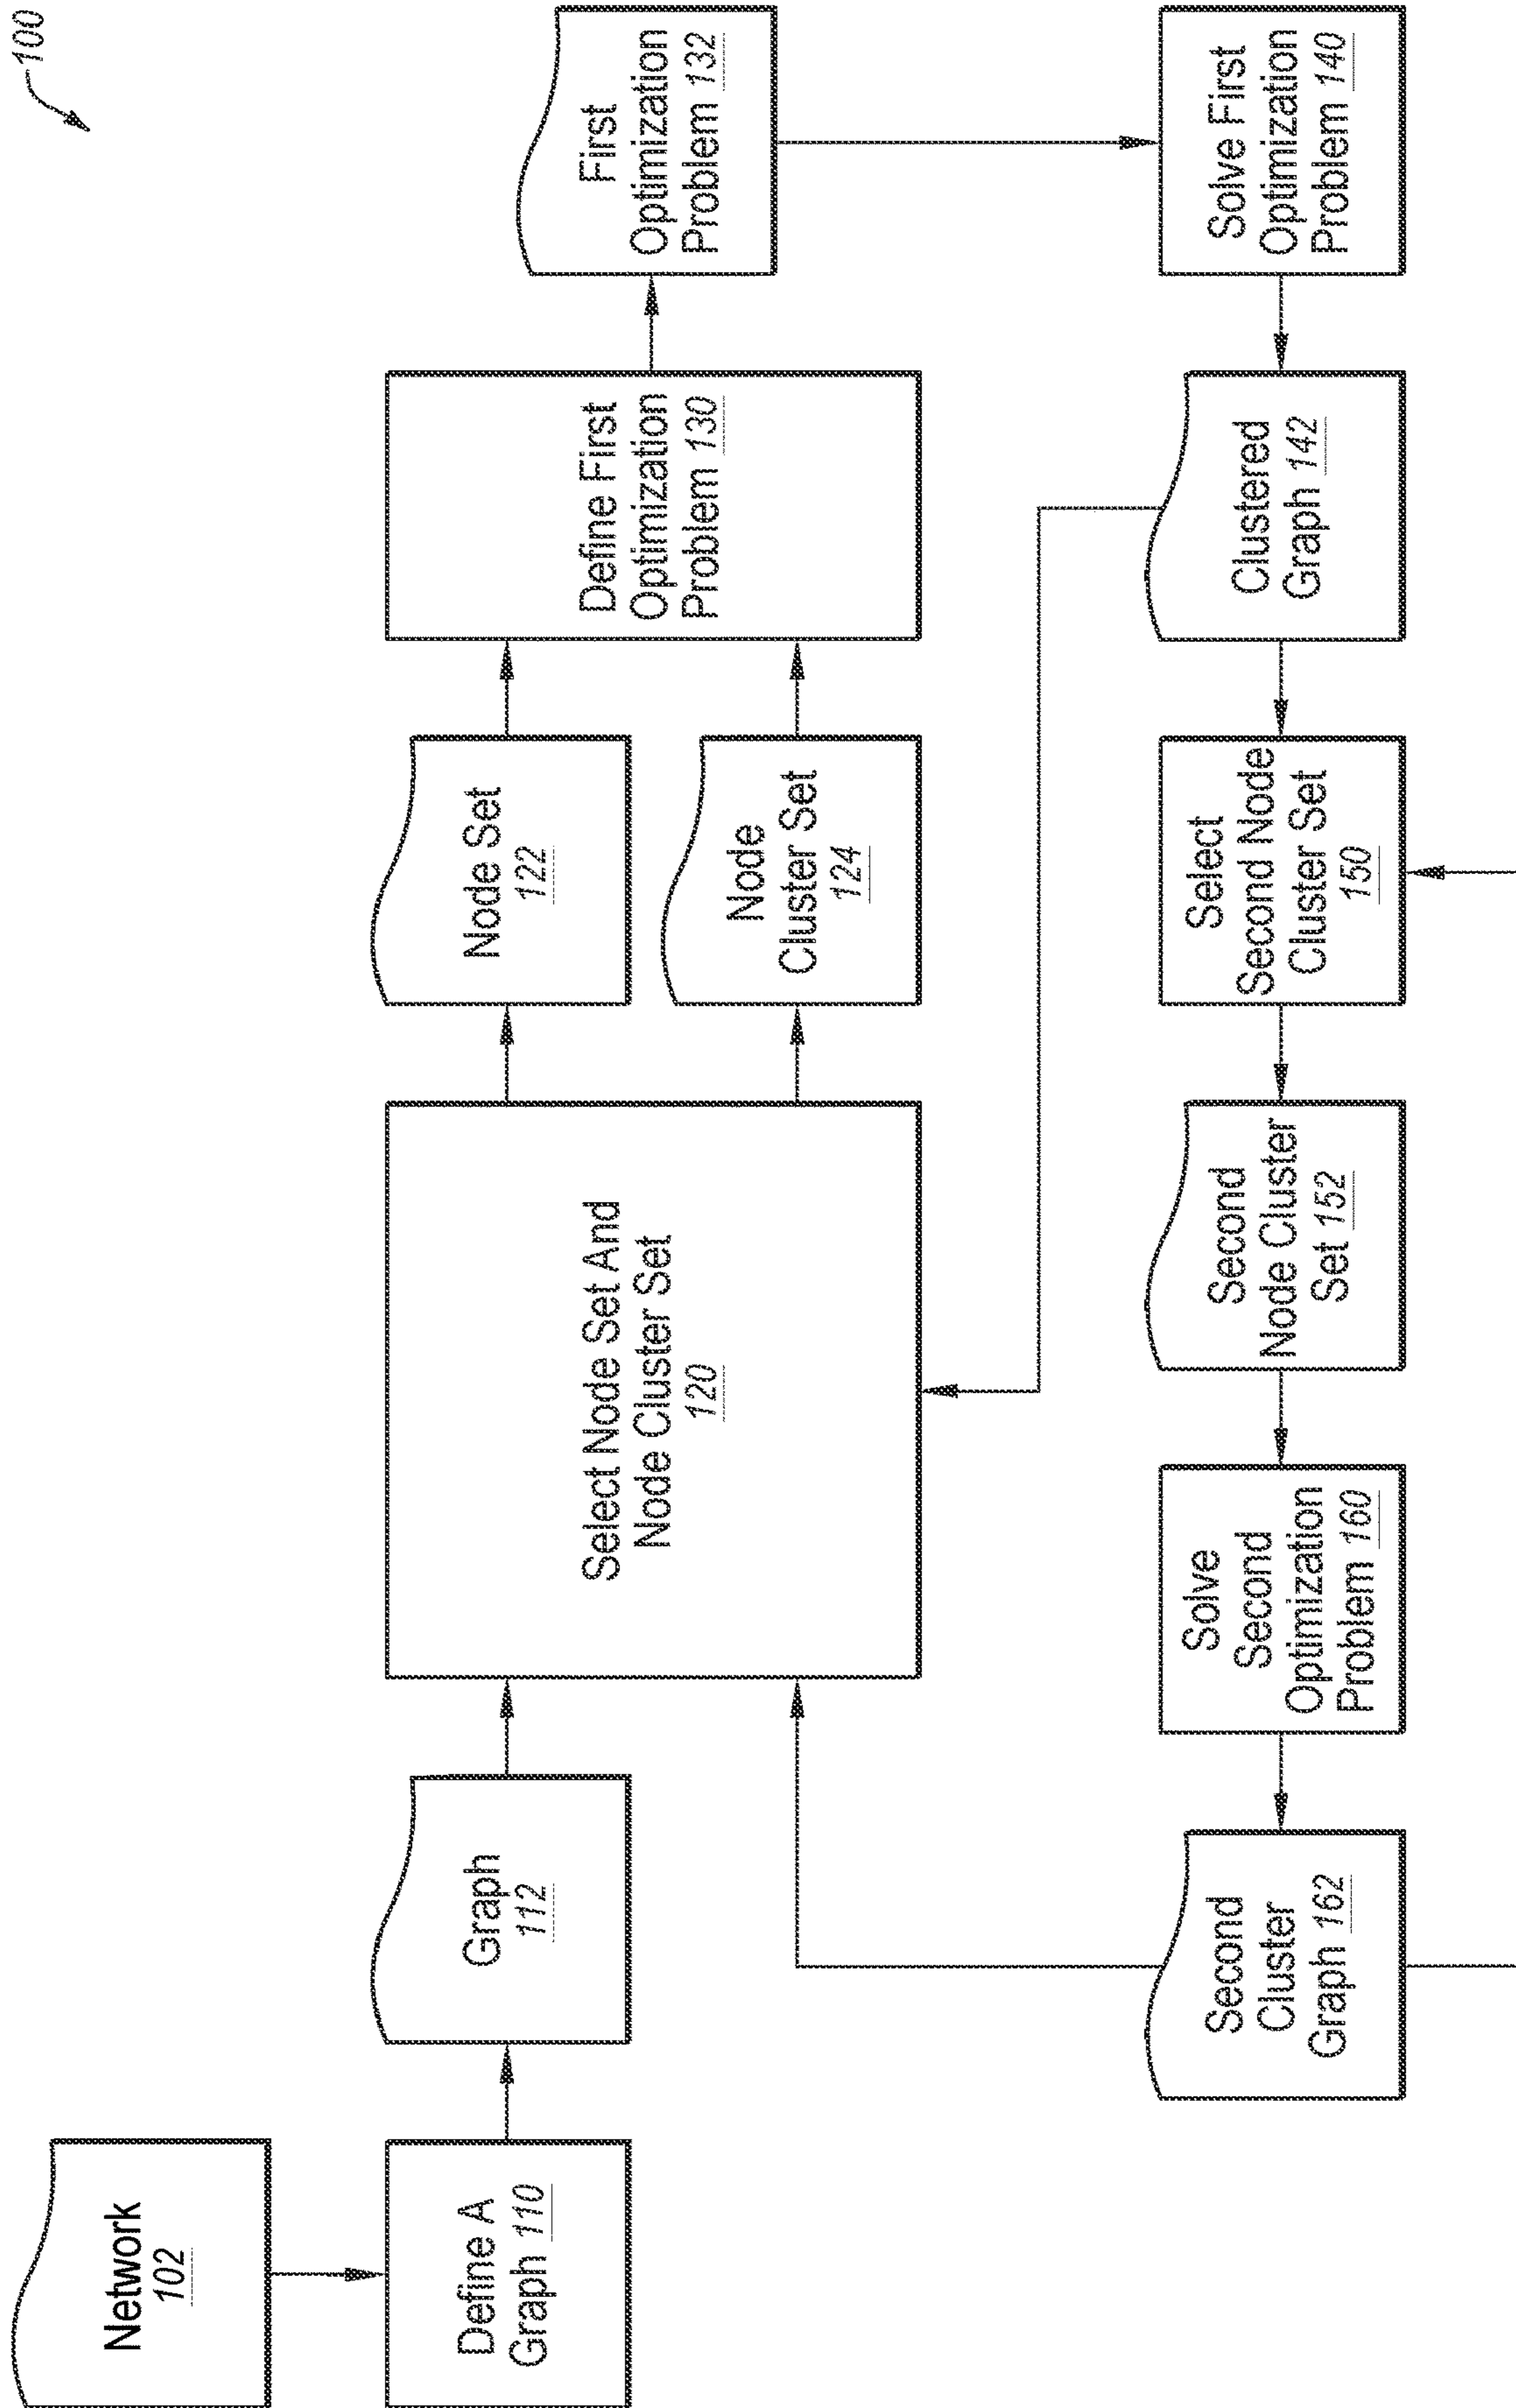 100
Network
102
Define A
Graph 110
Graph
112
Select Node Set And
Node Cluster Set
120
Node Set
122
Node
Cluster Set
124
Define First
Optimization
Problem 130
First
Optimization
Problem 132
Solve First
Optimization
Problem 140
Clustered
Graph 142
Select
Second Node
Cluster Set
150
Second
Node Cluster
Set 152
Solve
Second
Optimization
Problem 160
Second
Cluster
Graph 162